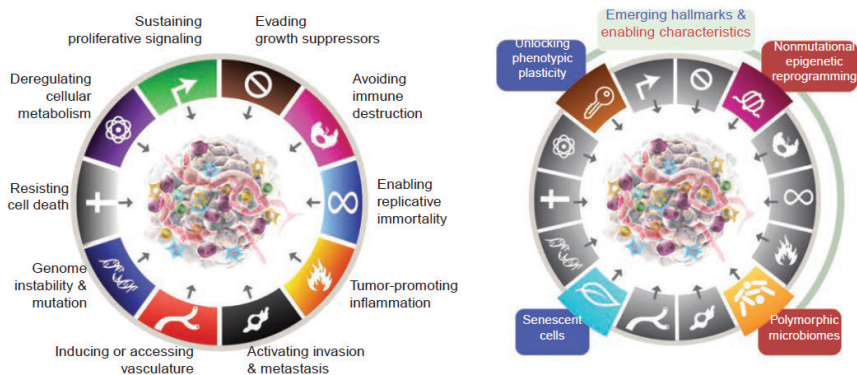 Sustaining
proliferative signaling
Evading
growth suppressors
Deregulating
cellular
metabolism
Avoiding
immune
destruction
Resisting
cell death
Enabling
replicative
immortality
Genome
instability &
mutation
Tumor-promoting
inflammation
Inducing or accessing
vasculature
Activating invasion
& metastasis
Emerging hallmarks &
enabling characteristics
Unlocking
phenotypic
plasticity
Nonmutational
epigenetic
reprogramming
Senescent
cells
Polymorphic
microbiomes